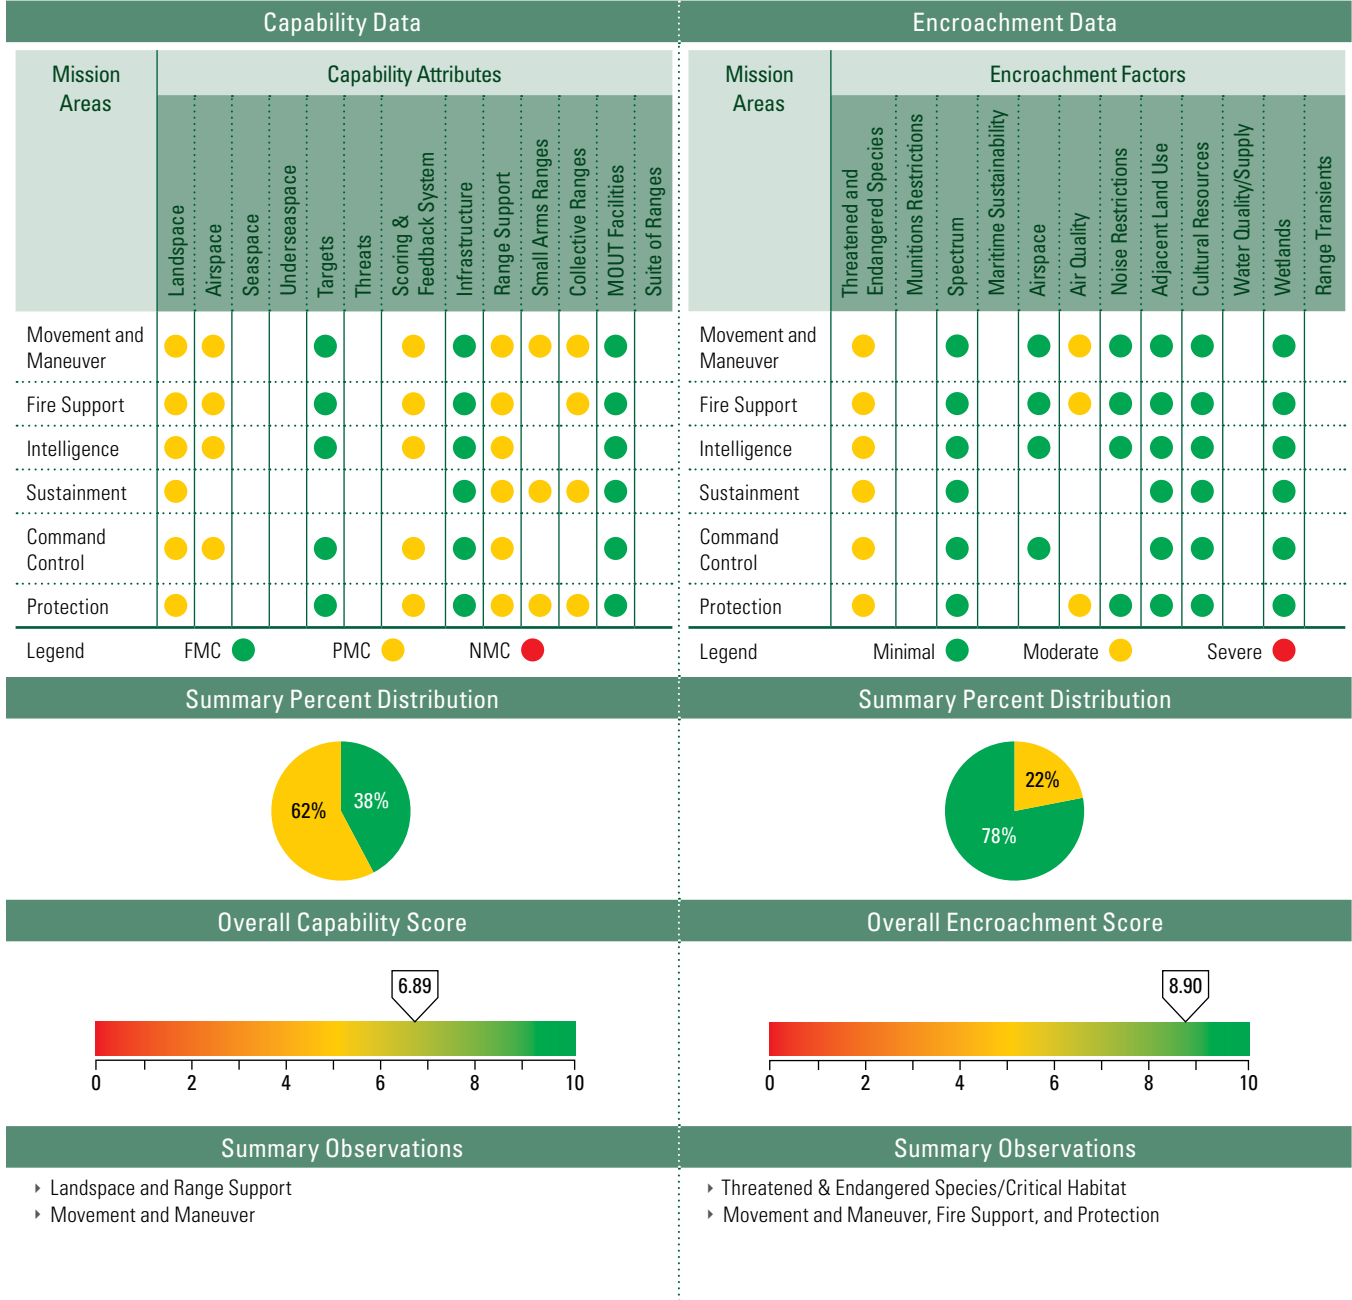 Capability Data
Mission
Areas
Capability Attributes
Landspace
Airspace
Seaspace
Underseaspace
Targets
Threats
Scoring &
Feedback System
Infrastructure
Range Support
Small Arms Ranges
Collective Ranges
MOUT Facilities
Suite of Ranges
Movement and
Maneuver
Fire Support
Intelligence
Sustainment
Command
Control
Protection
Legend FMC PMC NMC
Summary Percent Distribution
62%
38%
Overall Capability Score
6.89
0 2 4 6 8 10
Summary Observations
‣ Landspace and Range Support
‣ Movement and Maneuver
Encroachment Data
Mission
Areas
Encroachment Factors
Threatened and
Endangered Species
Munitions Restrictions
Spectrum
Maritime Sustainability
Airspace
Air Quality
Noise Restrictions
Adjacent Land Use
Cultural Resources
Water Quality/Supply
Wetlands
Range Transients
Movement and
Maneuver
Fire Support
Intelligence
Sustainment
Command
Control
Protection
Legend Minimal Moderate Severe
Summary Percent Distribution
22%
78%
Overall Encroachment Score
8.90
0 2 4 6 8 10
Summary Observations
‣ Threatened & Endangered Species/Critical Habitat
‣ Movement and Maneuver, Fire Support, and Protection